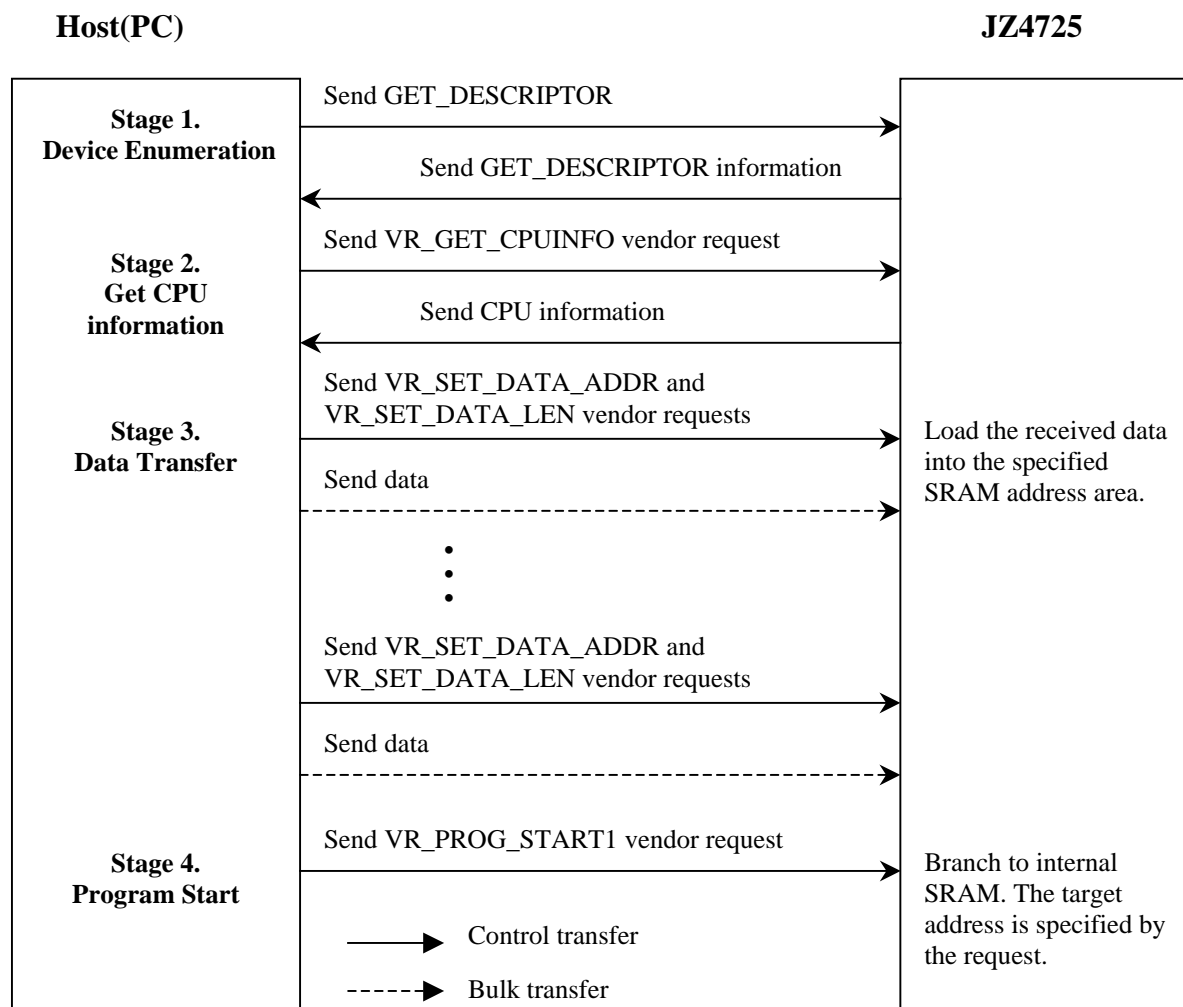 Host(PC)
JZ4725
Send GET_DESCRIPTOR
Stage 1.
Device Enumeration
Send GET_DESCRIPTOR information
Send VR_GET_CPUINFO vendor request
Stage 2.
Get CPU
information
Send CPU information
Send VR_SET_DATA_ADDR and
VR_SET_DATA_LEN vendor requests
Stage 3.
Data Transfer
Load the received data
into the specified
SRAM address area.
Send data
Send VR_SET_DATA_ADDR and
VR_SET_DATA_LEN vendor requests
Send data
Send VR_PROG_START1 vendor request
Stage 4.
Program Start
Branch to internal
SRAM. The target
address is specified by
the request.
Control transfer
Bulk transfer